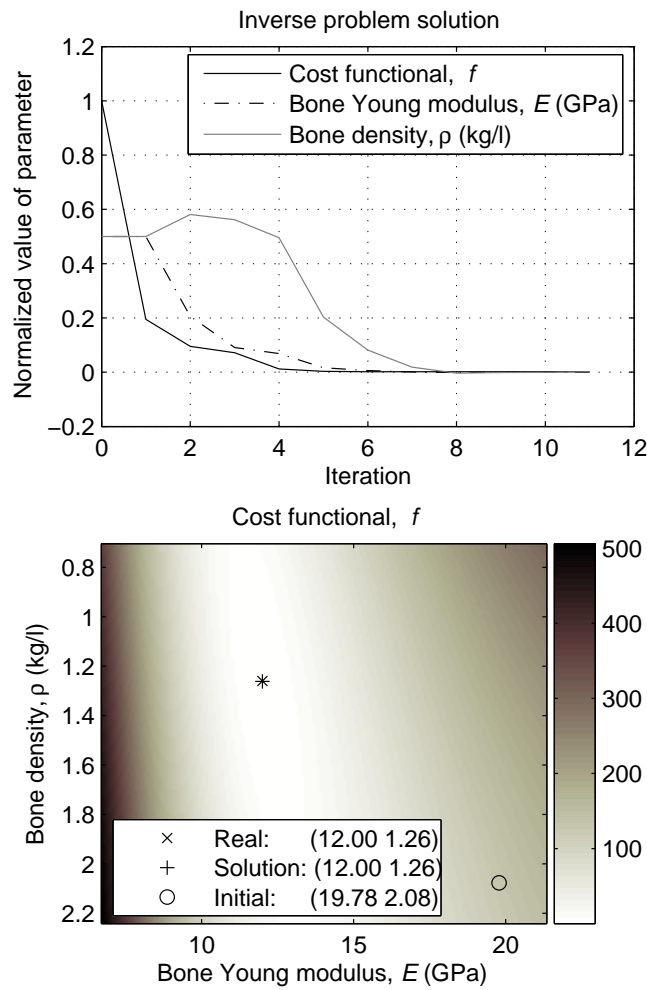 Inverse problem solution
1.2
1
0.8
0.6
0.4
0.2
0
−0.2
Normalized value of parameter
Cost functional, f
Bone Young modulus, E (GPa)
Bone density, ρ (kg/l)
0 2 4 6 8 10 12
Iteration
Cost functional, f
0.8
1
1.2
1.4
1.6
1.8
2
2.2
Bone density, ρ (kg/l)
Real: (12.00 1.26)
Solution: (12.00 1.26)
Initial: (19.78 2.08)
10 15 20
Bone Young modulus, E (GPa)
500
400
300
200
100